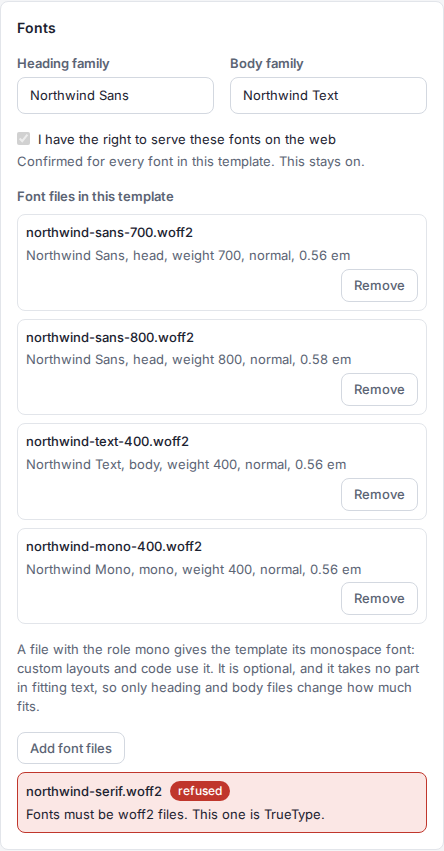 Fonts
Heading family
Body family
Northwind Sans
Northwind Text
I have the right to serve these fonts on the web
Confirmed for every font in this template. This stays on.
Font files in this template
northwind-sans-700.woff2
Northwind Sans, head, weight 700, normal, 0.56 em
Remove
northwind-sans-800.woff2
Northwind Sans, head, weight 800, normal, 0.58 em
Remove
northwind-text-400.woff2
Northwind Text, body, weight 400, normal, 0.56 em
Remove
northwind-mono-400.woff2
Northwind Mono, mono, weight 400, normal, 0.56 em
Remove
A file with the role mono gives the template its monospace font:
custom layouts and code use it. It is optional, and it takes no part
in fitting text, so only heading and body files change how much
fits.
Add font files
northwind-serif.woff2 refused
Fonts must be woff2 files. This one is TrueType.